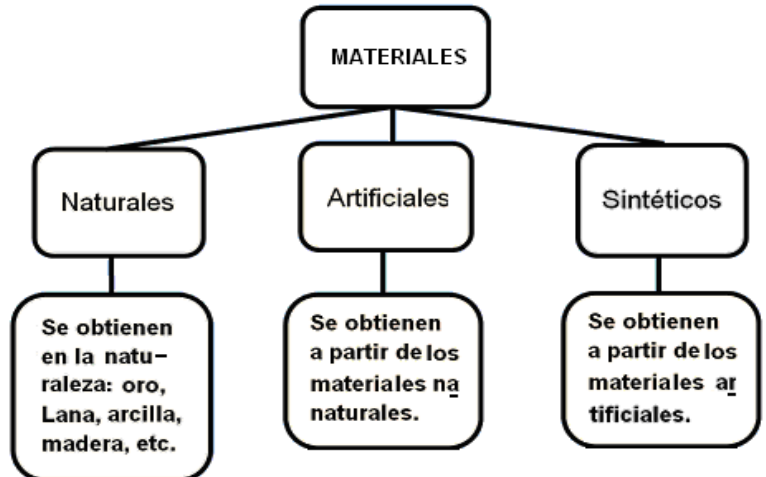 MATERIALES
Naturales
Artificiales
Sintéticos
Se obtienen
en la natu-
raleza: oro,
Lana, arcilla,
madera, etc.
Se obtienen
a partir de los
materiales na
naturales.
Se obtienen
a partir de los
materiales ar
tificiales.